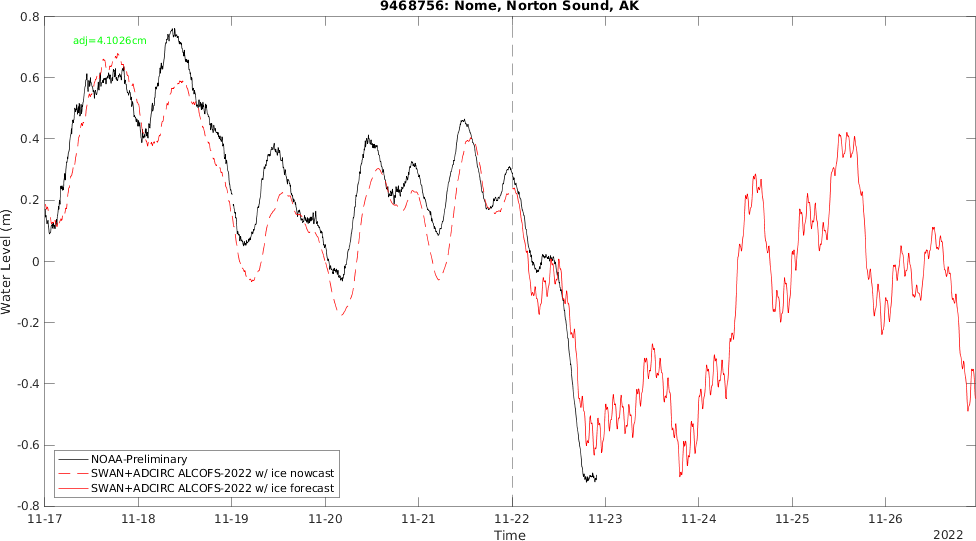 9468756: Nome, Norton Sound, AK
0.8
adj=4.1026cm
0.6
0.4
0.2
0
-0.2
-0.4
-0.6
-0.8
Water Level (m)
NOAA-Preliminary
SWAN+ADCIRC ALCOFS-2022 w/ ice nowcast
SWAN+ADCIRC ALCOFS-2022 w/ ice forecast
11-17 11-18 11-19 11-20 11-21 11-22 11-23 11-24 11-25 11-26
Time
2022